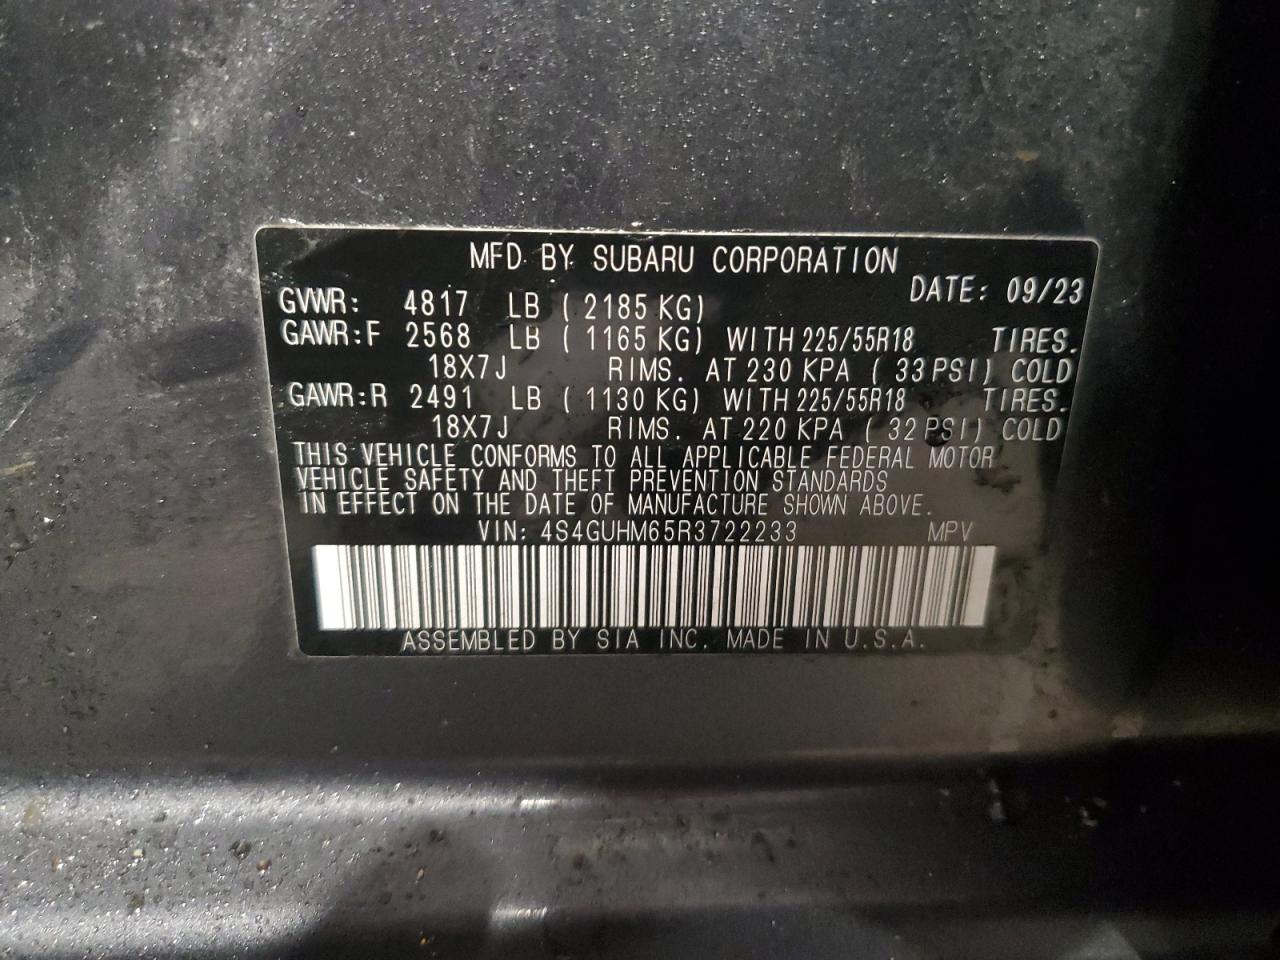 MFD. BY SUBARU CORPORATION
DATE: 09/23
GVWR: 4817 LB (2185 KG)
GAWR:F 2568 LB (1165 KG) WITH 225/55R18 TIRES.
18X7J RIMS. AT 230 KPA (33 PSI) COLD
GAWR:R 2491 LB (1130 KG) WITH 225/55R18 TIRES.
18X7J RIMS. AT 220 KPA (32 PSI) COLD
THIS VEHICLE CONFORMS TO ALL APPLICABLE FEDERAL MOTOR
VEHICLE SAFETY AND THEFT PREVENTION STANDARDS
IN EFFECT ON THE DATE OF MANUFACTURE SHOWN ABOVE.
VIN: 4S4GUHM65R3722233 MPV
ASSEMBLED BY SIA INC. MADE IN U.S.A.